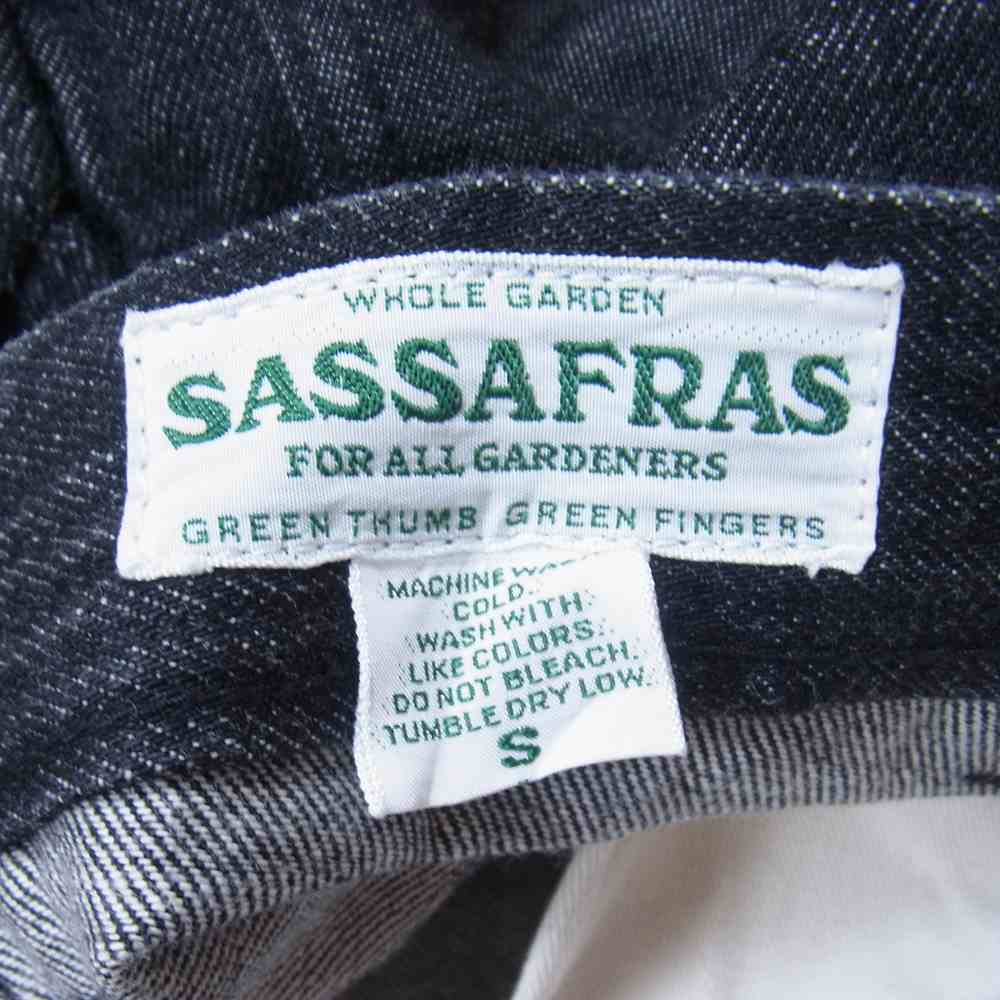 WHOLE GARDEN
SASSAFRAS
FOR ALL GARDENERS
GREEN THUMB GREEN FINGERS
MACHINE
COLD.
WASH WITH
LIKE COLORS.
DO NOT BLEACH.
TUMBLE DRY LOW.
S